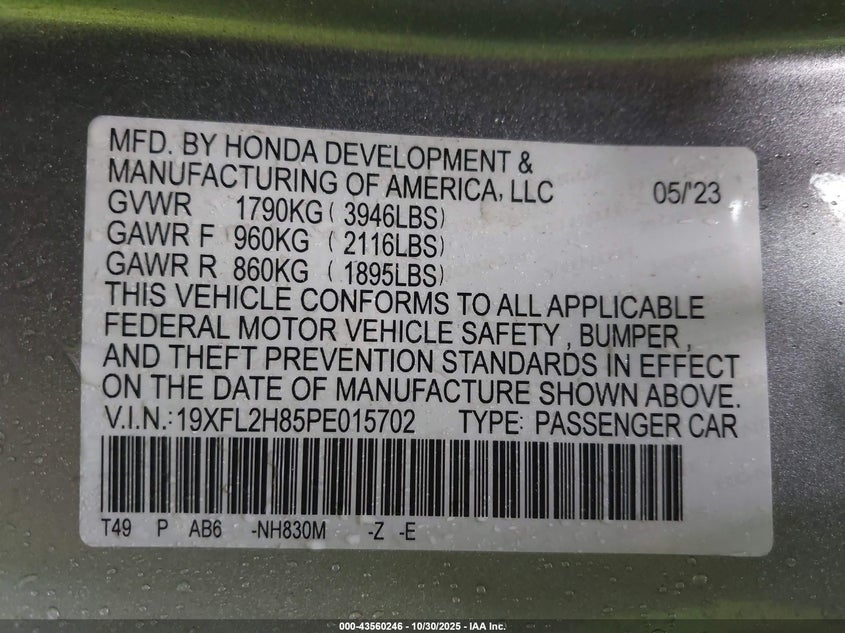 MFD. BY HONDA DEVELOPMENT &
MANUFACTURING OF AMERICA, LLC 05/'23
GVWR 1790KG ( 3946LBS)
GAWR F 960KG ( 2116LBS)
GAWR R 860KG ( 1895LBS)
THIS VEHICLE CONFORMS TO ALL APPLICABLE
FEDERAL MOTOR VEHICLE SAFETY , BUMPER ,
AND THEFT PREVENTION STANDARDS IN EFFECT
ON THE DATE OF MANUFACTURE SHOWN ABOVE.
V.I.N.:19XFL2H85PE015702 TYPE: PASSENGER CAR
T49 P AB6 -NH830M -Z -E
000-43560246 - 10/30/2025 - IAA Inc.